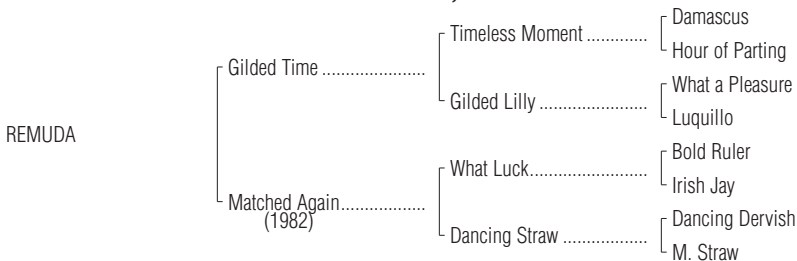 Damascus
Timeless Moment .............
Hour of Parting
Gilded Time ......................
What a Pleasure
Gilded Lilly .......................
Luquillo
REMUDA
Bold Ruler
What Luck.........................
Irish Jay
Matched Again..................
(1982)
Dancing Dervish
Dancing Straw ..................
M. Straw